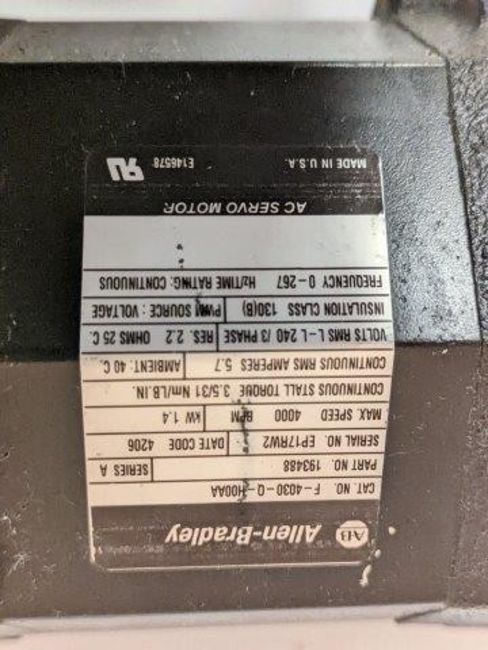 AB Allen-Bradley
CAT. NO. F-4030-Q-H00AA
PART NO. 193488 SERIES A
SERIAL NO. EP17RW2 DATE CODE 4206
MAX. SPEED 4000 RPM kW 1.4
CONTINUOUS STALL TORQUE 3.5/31 Nm/LB.IN.
CONTINUOUS RMS AMPERES 5.7 AMBIENT: 40 C.
VOLTS RMS L-L 240 /3 PHASE RES. 2.2 OHMS 25 C.
INSULATION CLASS 130(B) PWM SOURCE : VOLTAGE
FREQUENCY 0-267 Hz/TIME RATING: CONTINUOUS
AC SERVO MOTOR
MADE IN U.S.A. E146578